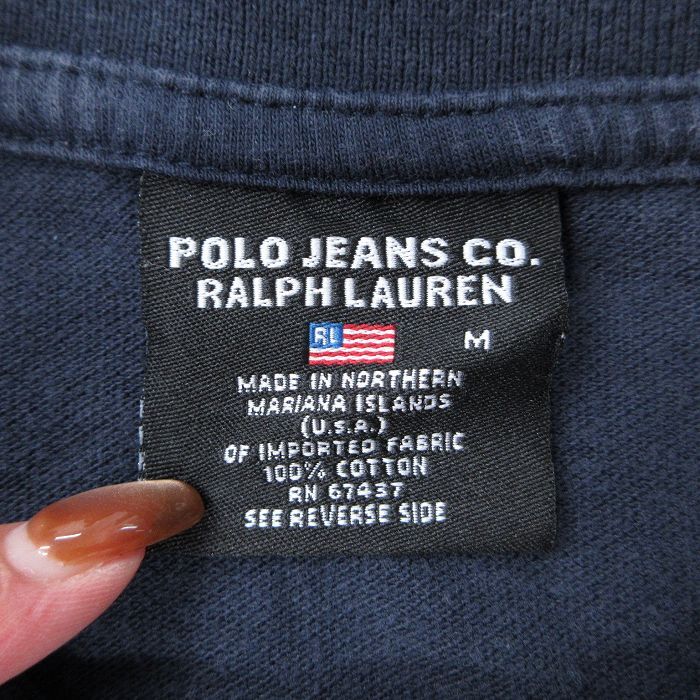 POLO JEANS CO.
RALPH LAUREN
RL
M
MADE IN NORTHERN
MARIANA ISLANDS
(U.S.A.)
OF IMPORTED FABRIC
100% COTTON
RN 67437
SEE REVERSE SIDE